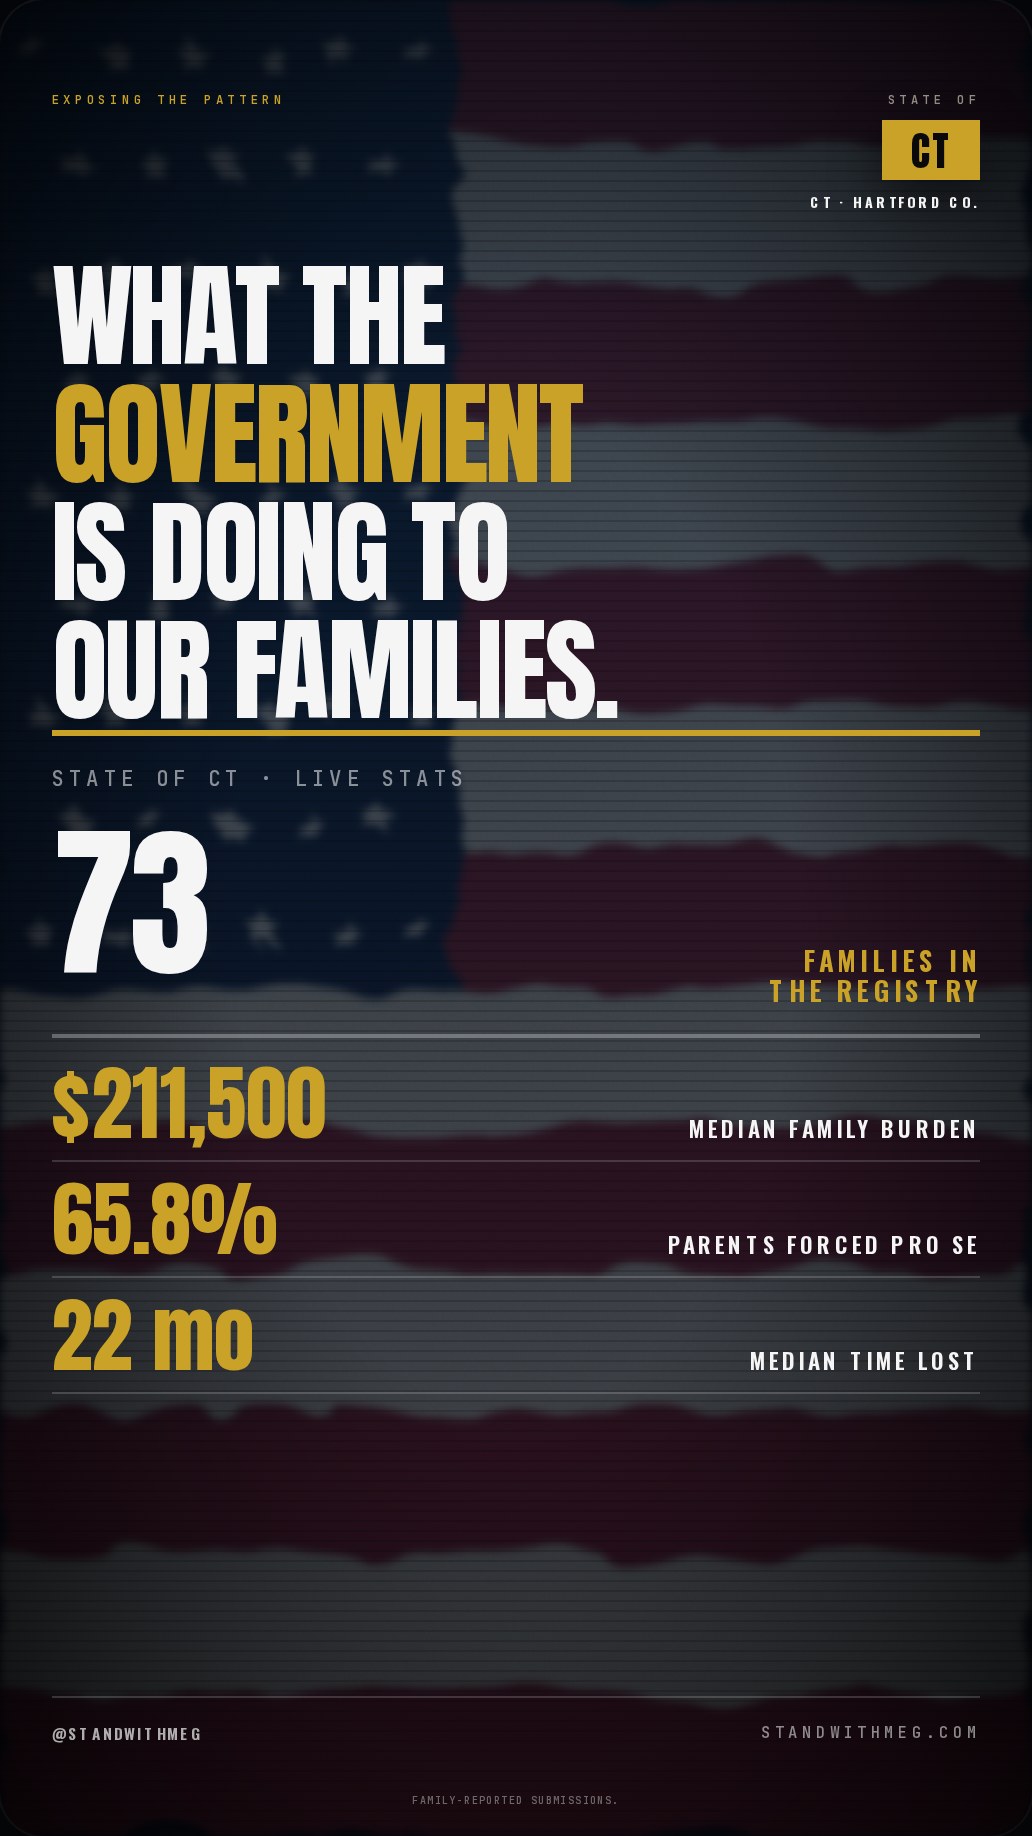 EXPOSING THE PATTERN
STATE OF
CT
CT · HARTFORD CO.
WHAT THE
GOVERNMENT
IS DOING TO
OUR FAMILIES.
STATE OF CT · LIVE STATS
73
FAMILIES IN
THE REGISTRY
$211,500
MEDIAN FAMILY BURDEN
65.8%
PARENTS FORCED PRO SE
22 mo
MEDIAN TIME LOST
@STANDWITHMEG
STANDWITHMEG.COM
FAMILY-REPORTED SUBMISSIONS.